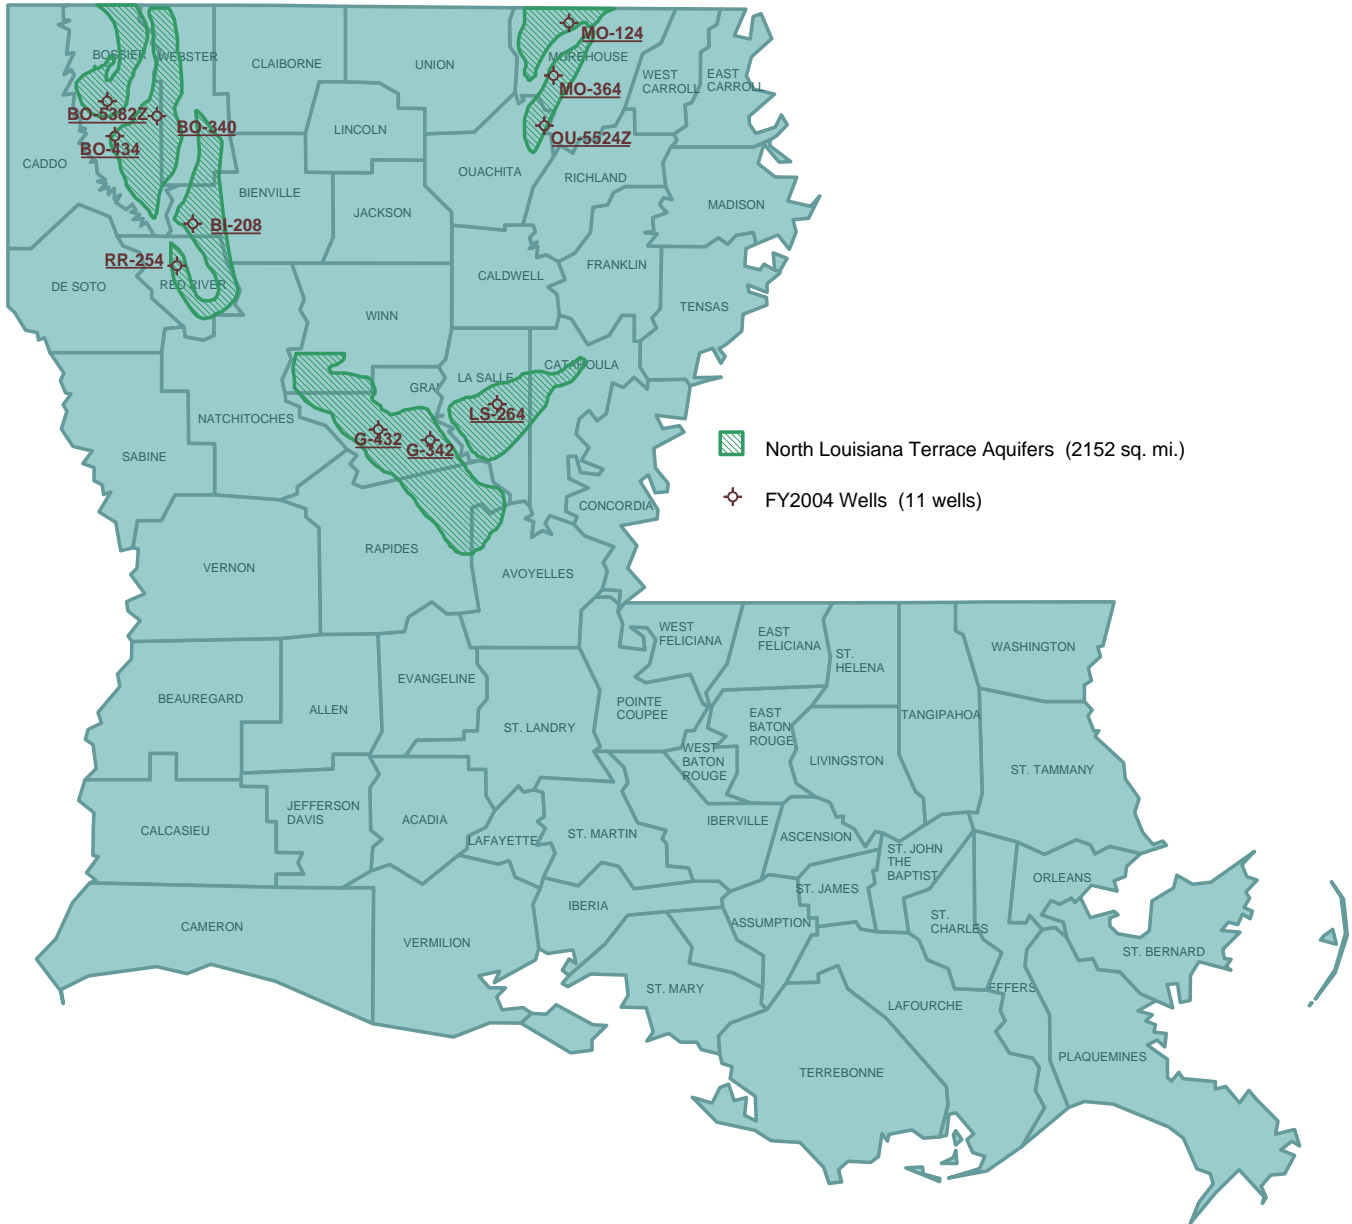 MO-124
BOSSIER
WEBSTER
CLAIBORNE
UNION
MOREHOUSE
WEST
CARROLL
EAST
CARROLL
MO-364
BO-5382Z
BO-340
LINCOLN
OU-5524Z
BO-434
CADDO
OUACHITA
RICHLAND
BIENVILLE
JACKSON
MADISON
BI-208
RR-254
DE SOTO
RED RIVER
CALDWELL
FRANKLIN
TENSAS
WINN
CATAHOULA
LA SALLE
GRA
NATCHITOCHES
LS-264
G-432
G-342
SABINE
North Louisiana Terrace Aquifers (2152 sq. mi.)
FY2004 Wells (11 wells)
CONCORDIA
RAPIDES
VERNON
AVOYELLES
WEST
FELICIANA
EAST
FELICIANA
ST.
HELENA
WASHINGTON
EVANGELINE
BEAUREGARD
ALLEN
POINTE
COUPEE
EAST
BATON
ROUGE
TANGIPAHOA
ST. LANDRY
WEST
BATON
ROUGE
LIVINGSTON
ST. TAMMANY
JEFFERSON
DAVIS
ACADIA
CALCASIEU
LAFAYETTE
ST. MARTIN
IBERVILLE
ASCENSION
ST. JOHN
THE
BAPTIST
ST. JAMES
ORLEANS
IBERIA
ASSUMPTION
ST.
CHARLES
CAMERON
VERMILION
ST. BERNARD
ST. MARY
EFFERS
LAFOURCHE
PLAQUEMINES
TERREBONNE